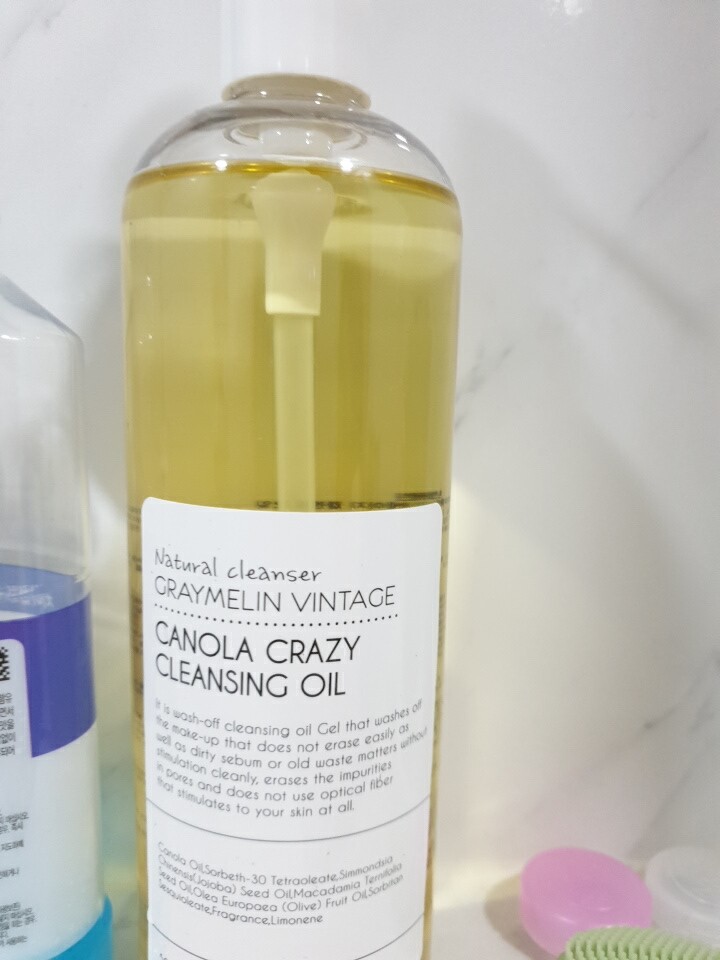 Natural cleanser
GRAYMELIN VINTAGE
CANOLA CRAZY
CLEANSING OIL
It is wash-off cleansing oil Gel that washes off
the make-up that does not erase easily as
well as dirty sebum or old waste matters without
stimulation cleanly, erases the impurities
in pores and does not use optical fiber
that stimulates to your skin at all.
Canola Oil,Sorbeth-30 Tetraoleate,Simmondsia
Chinensis(Jojoba) Seed Oil,Macadamia Ternifolia
Seed Oil,Olea Europaea (Olive) Fruit Oil,Sorbitan
Sesquioleate,Fragrance,Limonene